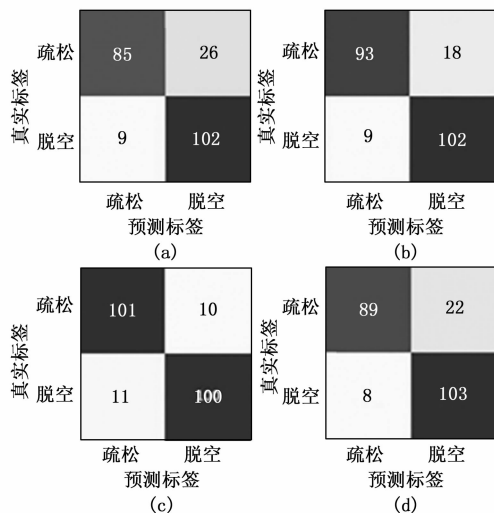 真实标签
疏松 85 26
脱空 9 102
疏松 脱空
预测标签
(a)
真实标签
疏松 93 18
脱空 9 102
疏松 脱空
预测标签
(b)
真实标签
疏松 101 10
脱空 11 100
疏松 脱空
预测标签
(c)
真实标签
疏松 89 22
脱空 8 103
疏松 脱空
预测标签
(d)